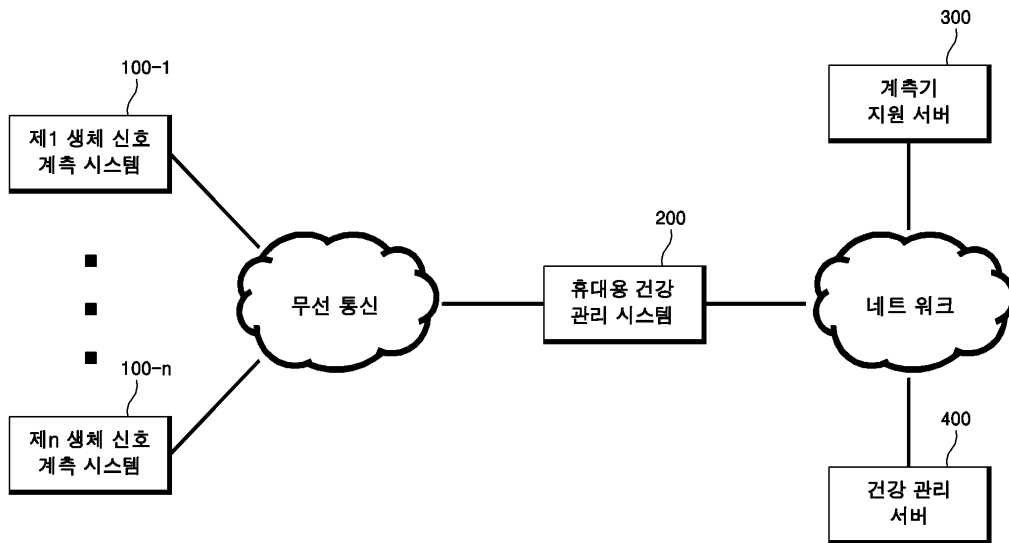 300
계측기
지원 서버
100-1
제1 생체 신호
계측 시스템
200
무선 통신
휴대용 건강
관리 시스템
네트 워크
100-n
제n 생체 신호
계측 시스템
400
건강 관리
서버